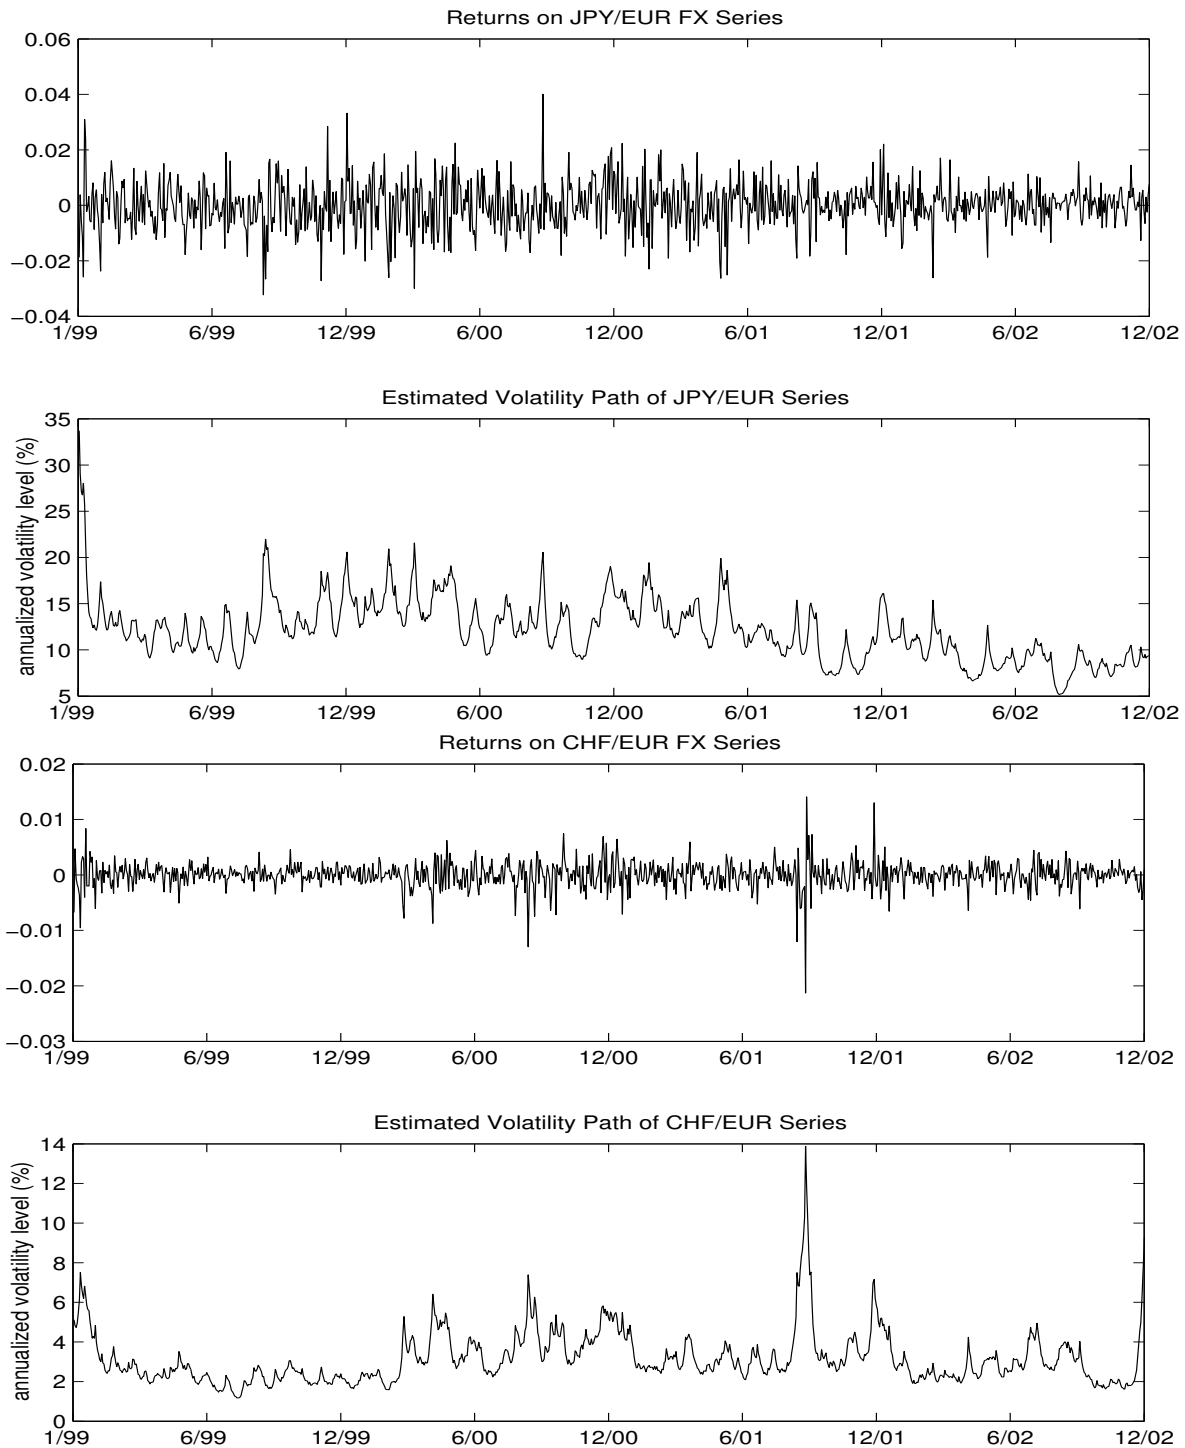 Returns on JPY/EUR FX Series
0.06
0.04
0.02
0
−0.02
−0.04
1/99 6/99 12/99 6/00 12/00 6/01 12/01 6/02 12/02
Estimated Volatility Path of JPY/EUR Series
annualized volatility level (%)
35
30
25
20
15
10
5
1/99 6/99 12/99 6/00 12/00 6/01 12/01 6/02 12/02
Returns on CHF/EUR FX Series
0.02
0.01
0
−0.01
−0.02
−0.03
1/99 6/99 12/99 6/00 12/00 6/01 12/01 6/02 12/02
Estimated Volatility Path of CHF/EUR Series
annualized volatility level (%)
14
12
10
8
6
4
2
0
1/99 6/99 12/99 6/00 12/00 6/01 12/01 6/02 12/02